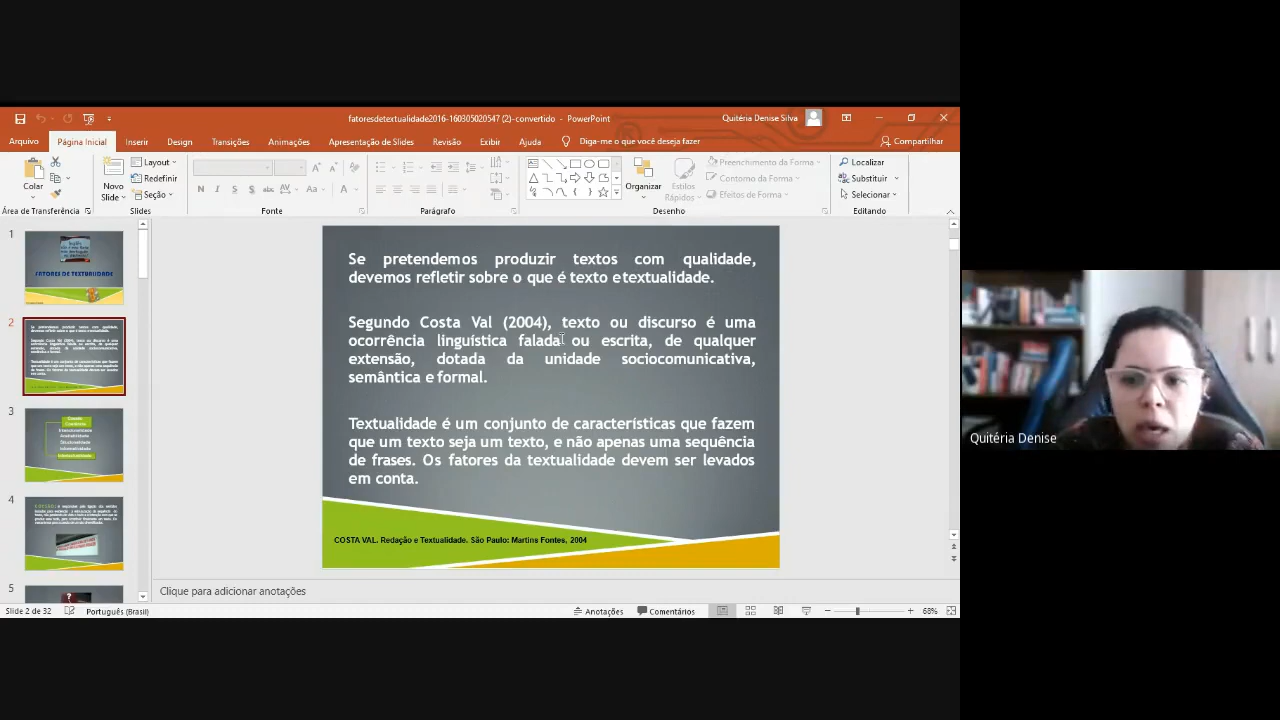 fatoresdetextualidade2016-160305020547 (2)-convertido - PowerPoint
Quitéria Denise Silva
Arquivo
Página Inicial
Inserir
Design
Transições
Animações
Apresentação de Slides
Revisão
Exibir
Ajuda
Diga-me o que você deseja fazer
Compartilhar
Colar
Novo
Slide
Layout
Redefinir
Seção
Organizar
Estilos
Rápidos
Preenchimento da Forma
Contorno da Forma
Efeitos de Forma
Localizar
Substituir
Selecionar
Área de Transferência
Slides
Fonte
Parágrafo
Desenho
Editando
1
FATORES DE TEXTUALIDADE
2
3
4
5
Se pretendemos produzir textos com qualidade,
devemos refletir sobre o que é texto e textualidade.
Segundo Costa Val (2004), texto ou discurso é uma
ocorrência linguística falada ou escrita, de qualquer
extensão, dotada da unidade sociocomunicativa,
semântica e formal.
Textualidade é um conjunto de características que fazem
que um texto seja um texto, e não apenas uma sequência
de frases. Os fatores da textualidade devem ser levados
em conta.
COSTA VAL. Redação e Textualidade. São Paulo: Martins Fontes, 2004
Clique para adicionar anotações
Slide 2 de 32
Português (Brasil)
Anotações
Comentários
68%
Quitéria Denise